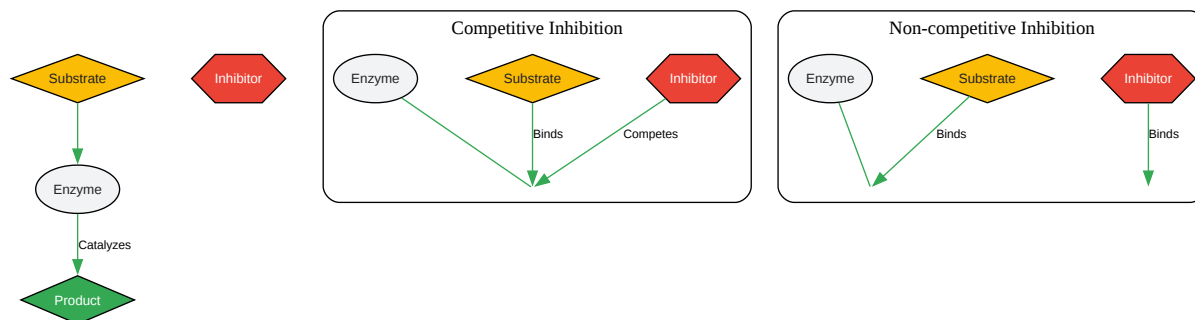 Substrate
Inhibitor
Enzyme
Catalyzes
Product
Competitive Inhibition
Enzyme
Substrate
Inhibitor
Binds
Competes
Non-competitive Inhibition
Enzyme
Substrate
Inhibitor
Binds
Binds